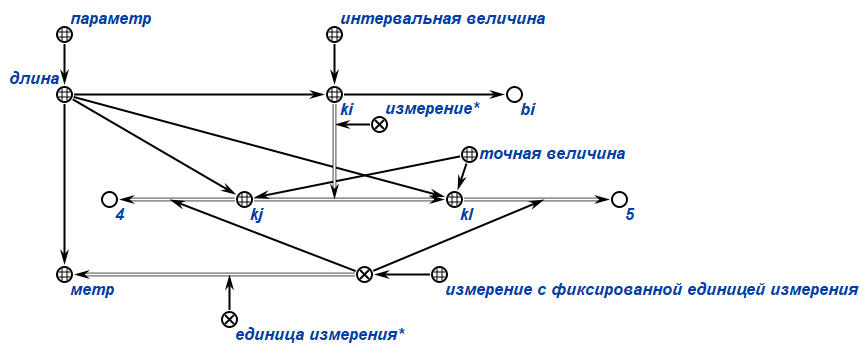 параметр
интервальная величина
длина
ki
измерение*
bi
точная величина
4
kj
kl
5
метр
измерение с фиксированной единицей измерения
единица измерения*